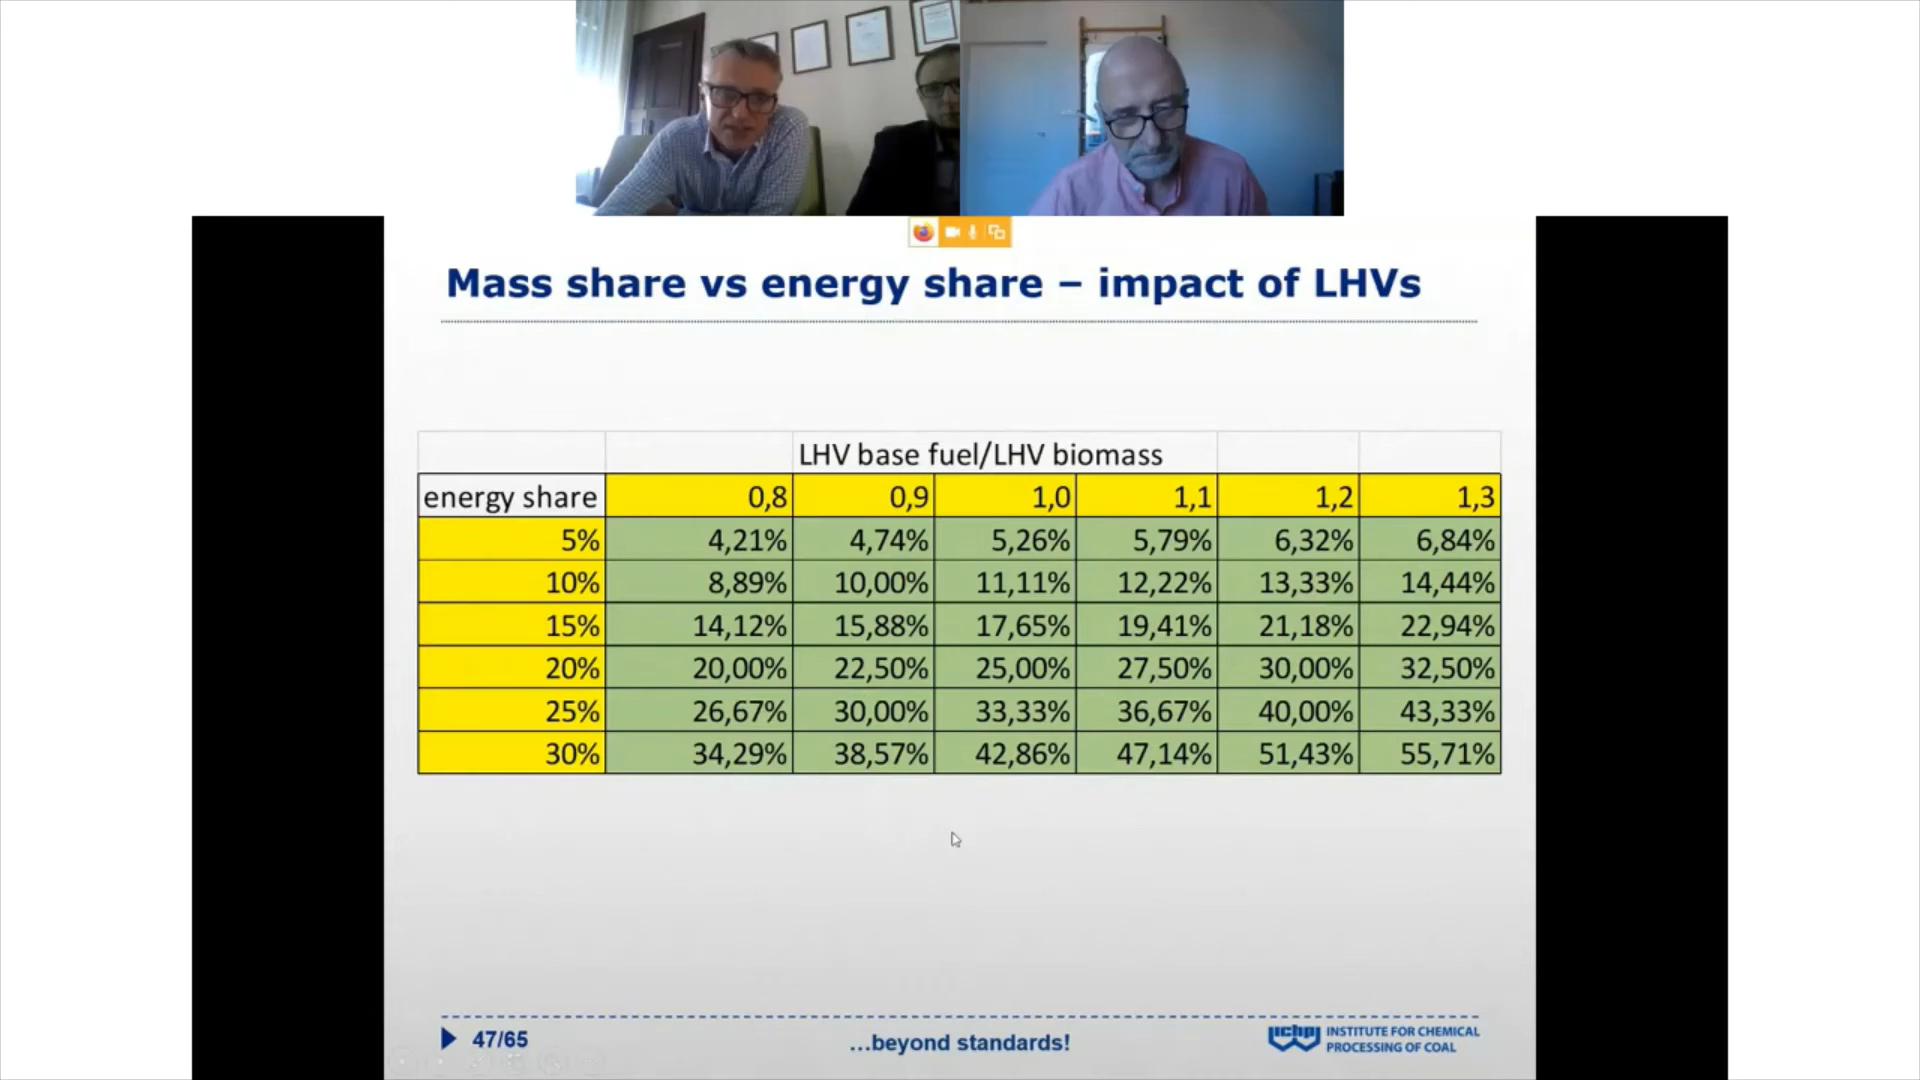 Mass share vs energy share – impact of LHVs
LHV base fuel/LHV biomass
energy share 0,8 0,9 1,0 1,1 1,2 1,3
5% 4,21% 4,74% 5,26% 5,79% 6,32% 6,84%
10% 8,89% 10,00% 11,11% 12,22% 13,33% 14,44%
15% 14,12% 15,88% 17,65% 19,41% 21,18% 22,94%
20% 20,00% 22,50% 25,00% 27,50% 30,00% 32,50%
25% 26,67% 30,00% 33,33% 36,67% 40,00% 43,33%
30% 34,29% 38,57% 42,86% 47,14% 51,43% 55,71%
47/65
...beyond standards!
ichpw INSTITUTE FOR CHEMICAL
PROCESSING OF COAL